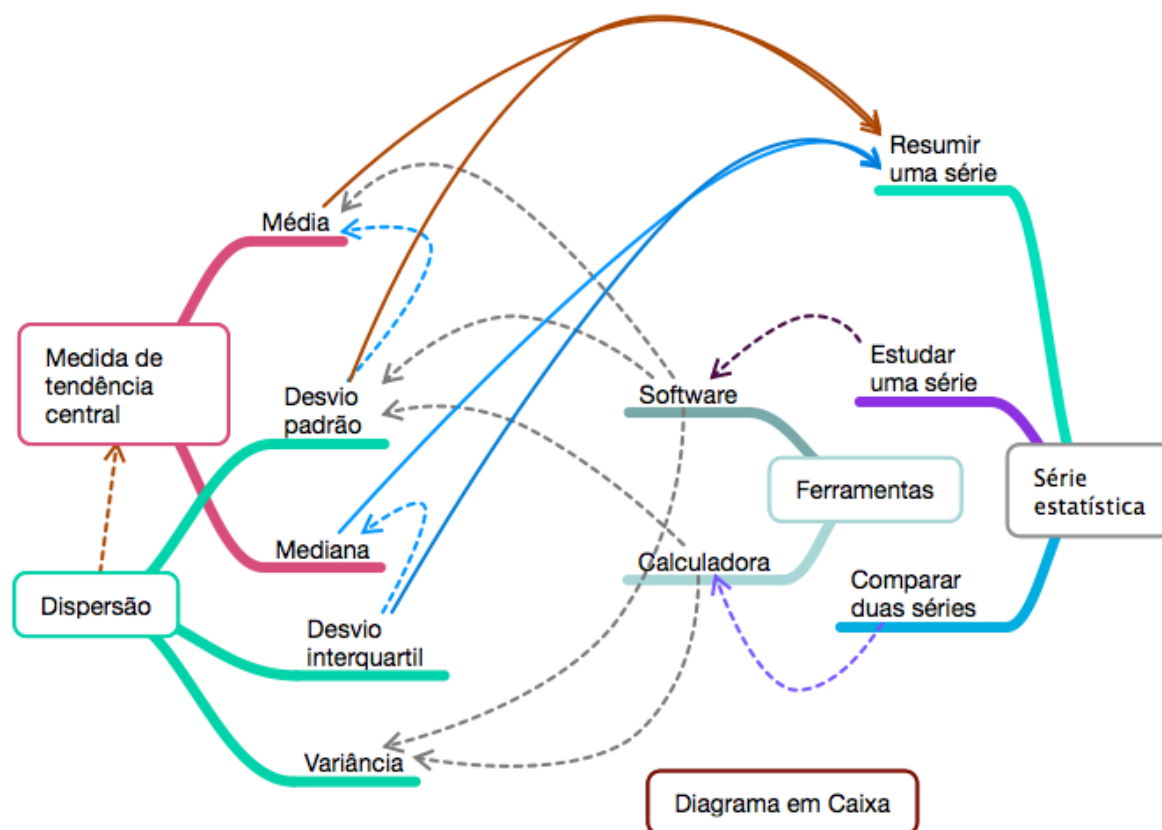 Resumir
uma série
Média
Medida de
tendência
central
Desvio
padrão
Software
Estudar
uma série
Ferramentas
Série
estatística
Mediana
Calculadora
Comparar
duas séries
Dispersão
Desvio
interquartil
Variância
Diagrama em Caixa